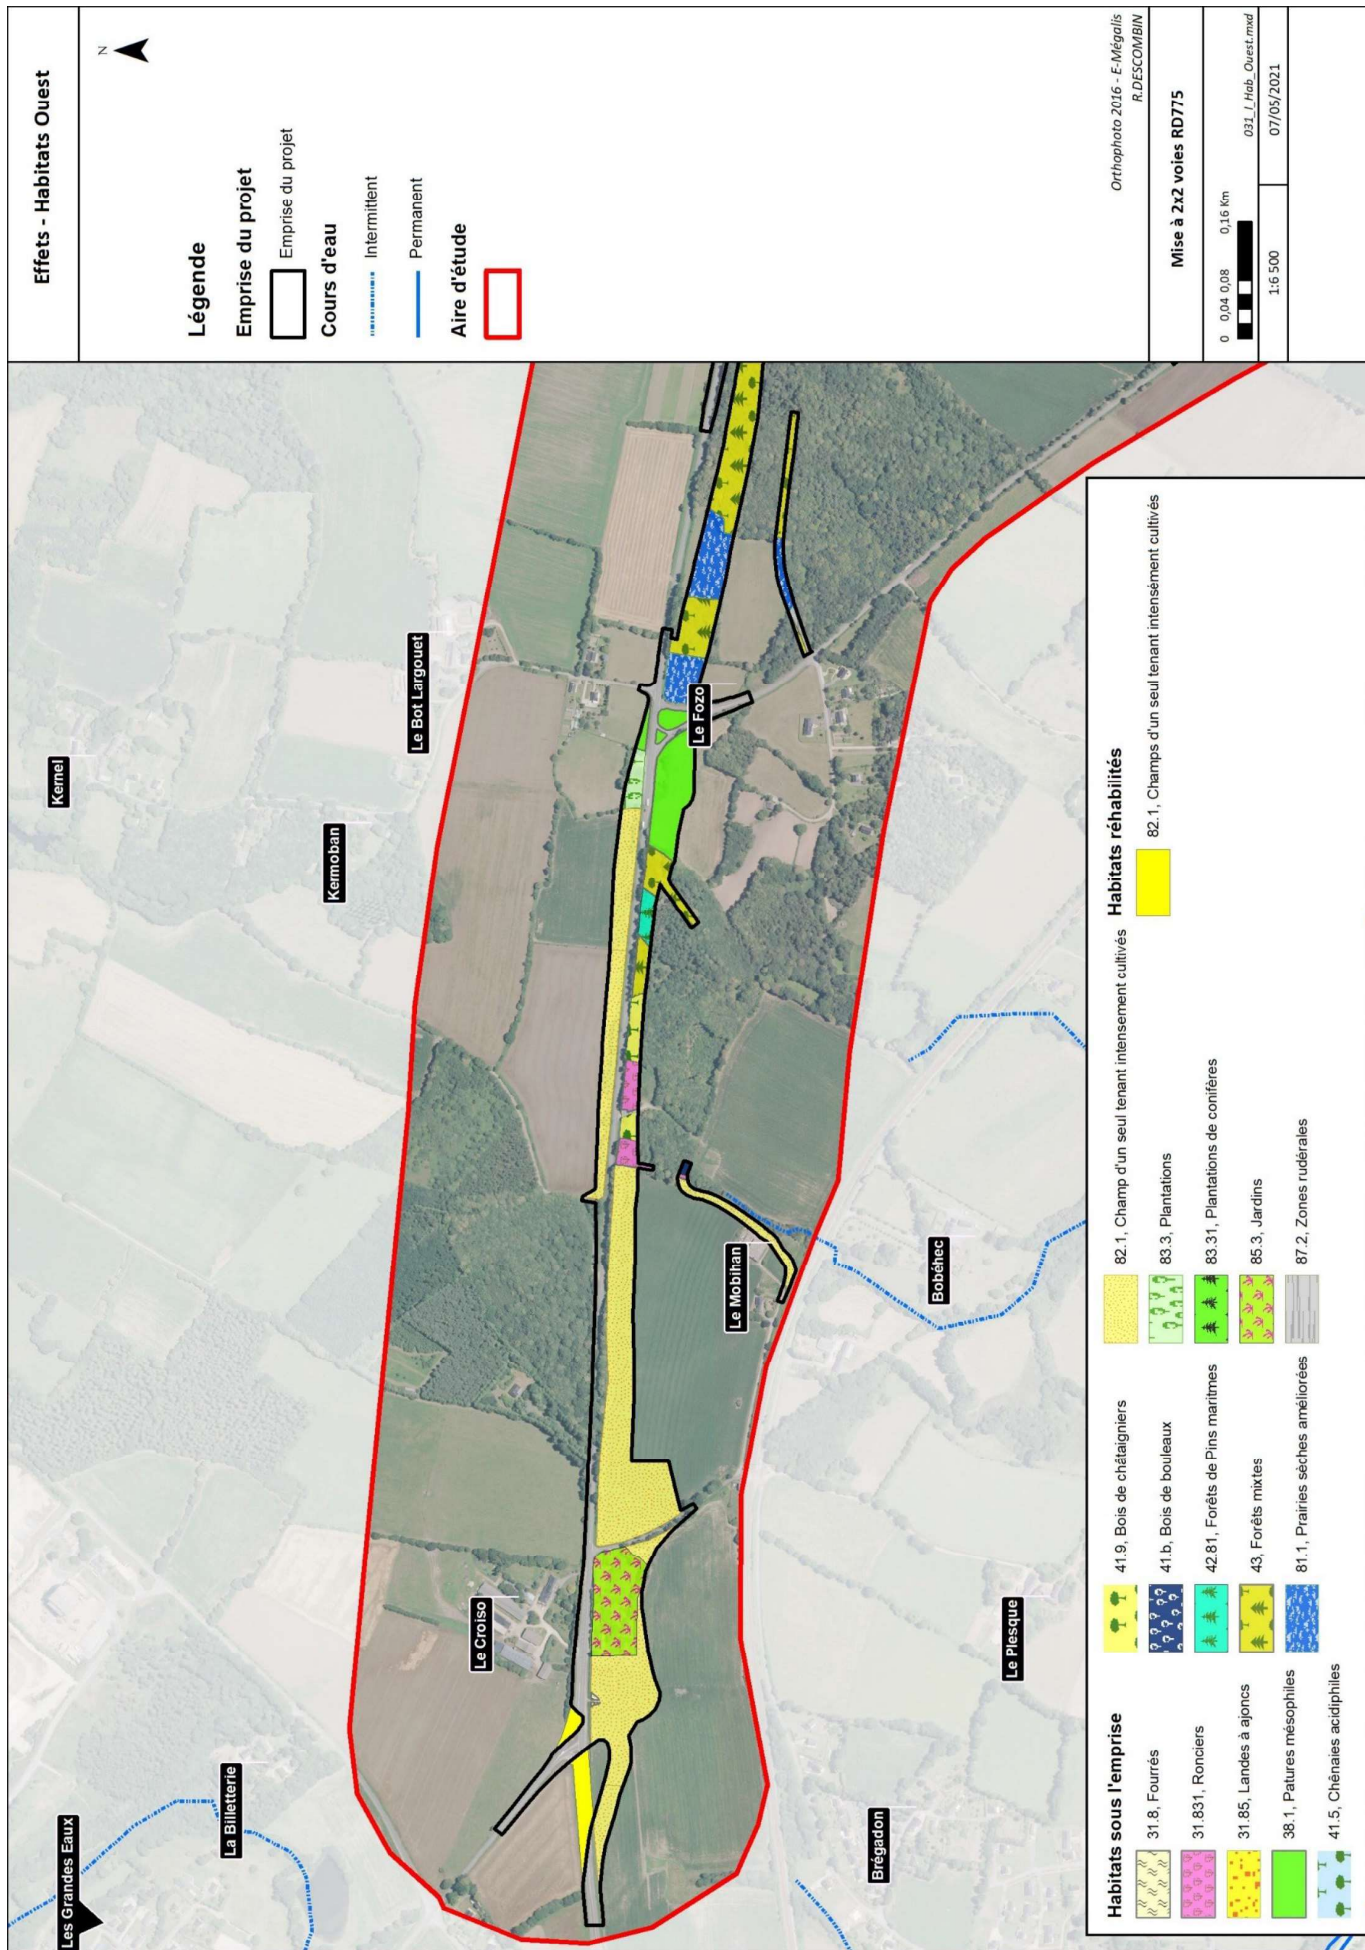 Effets - Habitats Ouest
N
Légende
Emprise du projet
Emprise du projet
Cours d'eau
Intermittent
Permanent
Aire d'étude
Orthophoto 2016 - E-Mégalis
R.DESCOMBIN
Mise à 2x2 voies RD775
0 0,04 0,08 0,16 Km
031_I_Hab_Ouest.mxd
1:6 500
07/05/2021
Les Grandes Eaux
La Billetterie
Kernel
Kermoban
Le Bot Largouet
Le Croiso
Le Fozo
Le Mobihan
Brégadon
Bobéhec
Le Plesque
Habitats sous l'emprise
31.8, Fourrés
31.831, Ronciers
31.85, Landes à ajoncs
38.1, Patures mésophiles
41.5, Chênaies acidiphiles
41.9, Bois de châtaigniers
41.b, Bois de bouleaux
42.81, Forêts de Pins maritmes
43, Forêts mixtes
81.1, Prairies sèches améliorées
82.1, Champ d'un seul tenant intensement cultivés
83.3, Plantations
83.31, Plantations de conifères
85.3, Jardins
87.2, Zones rudérales
Habitats réhabilités
82.1, Champs d'un seul tenant intensément cultivés